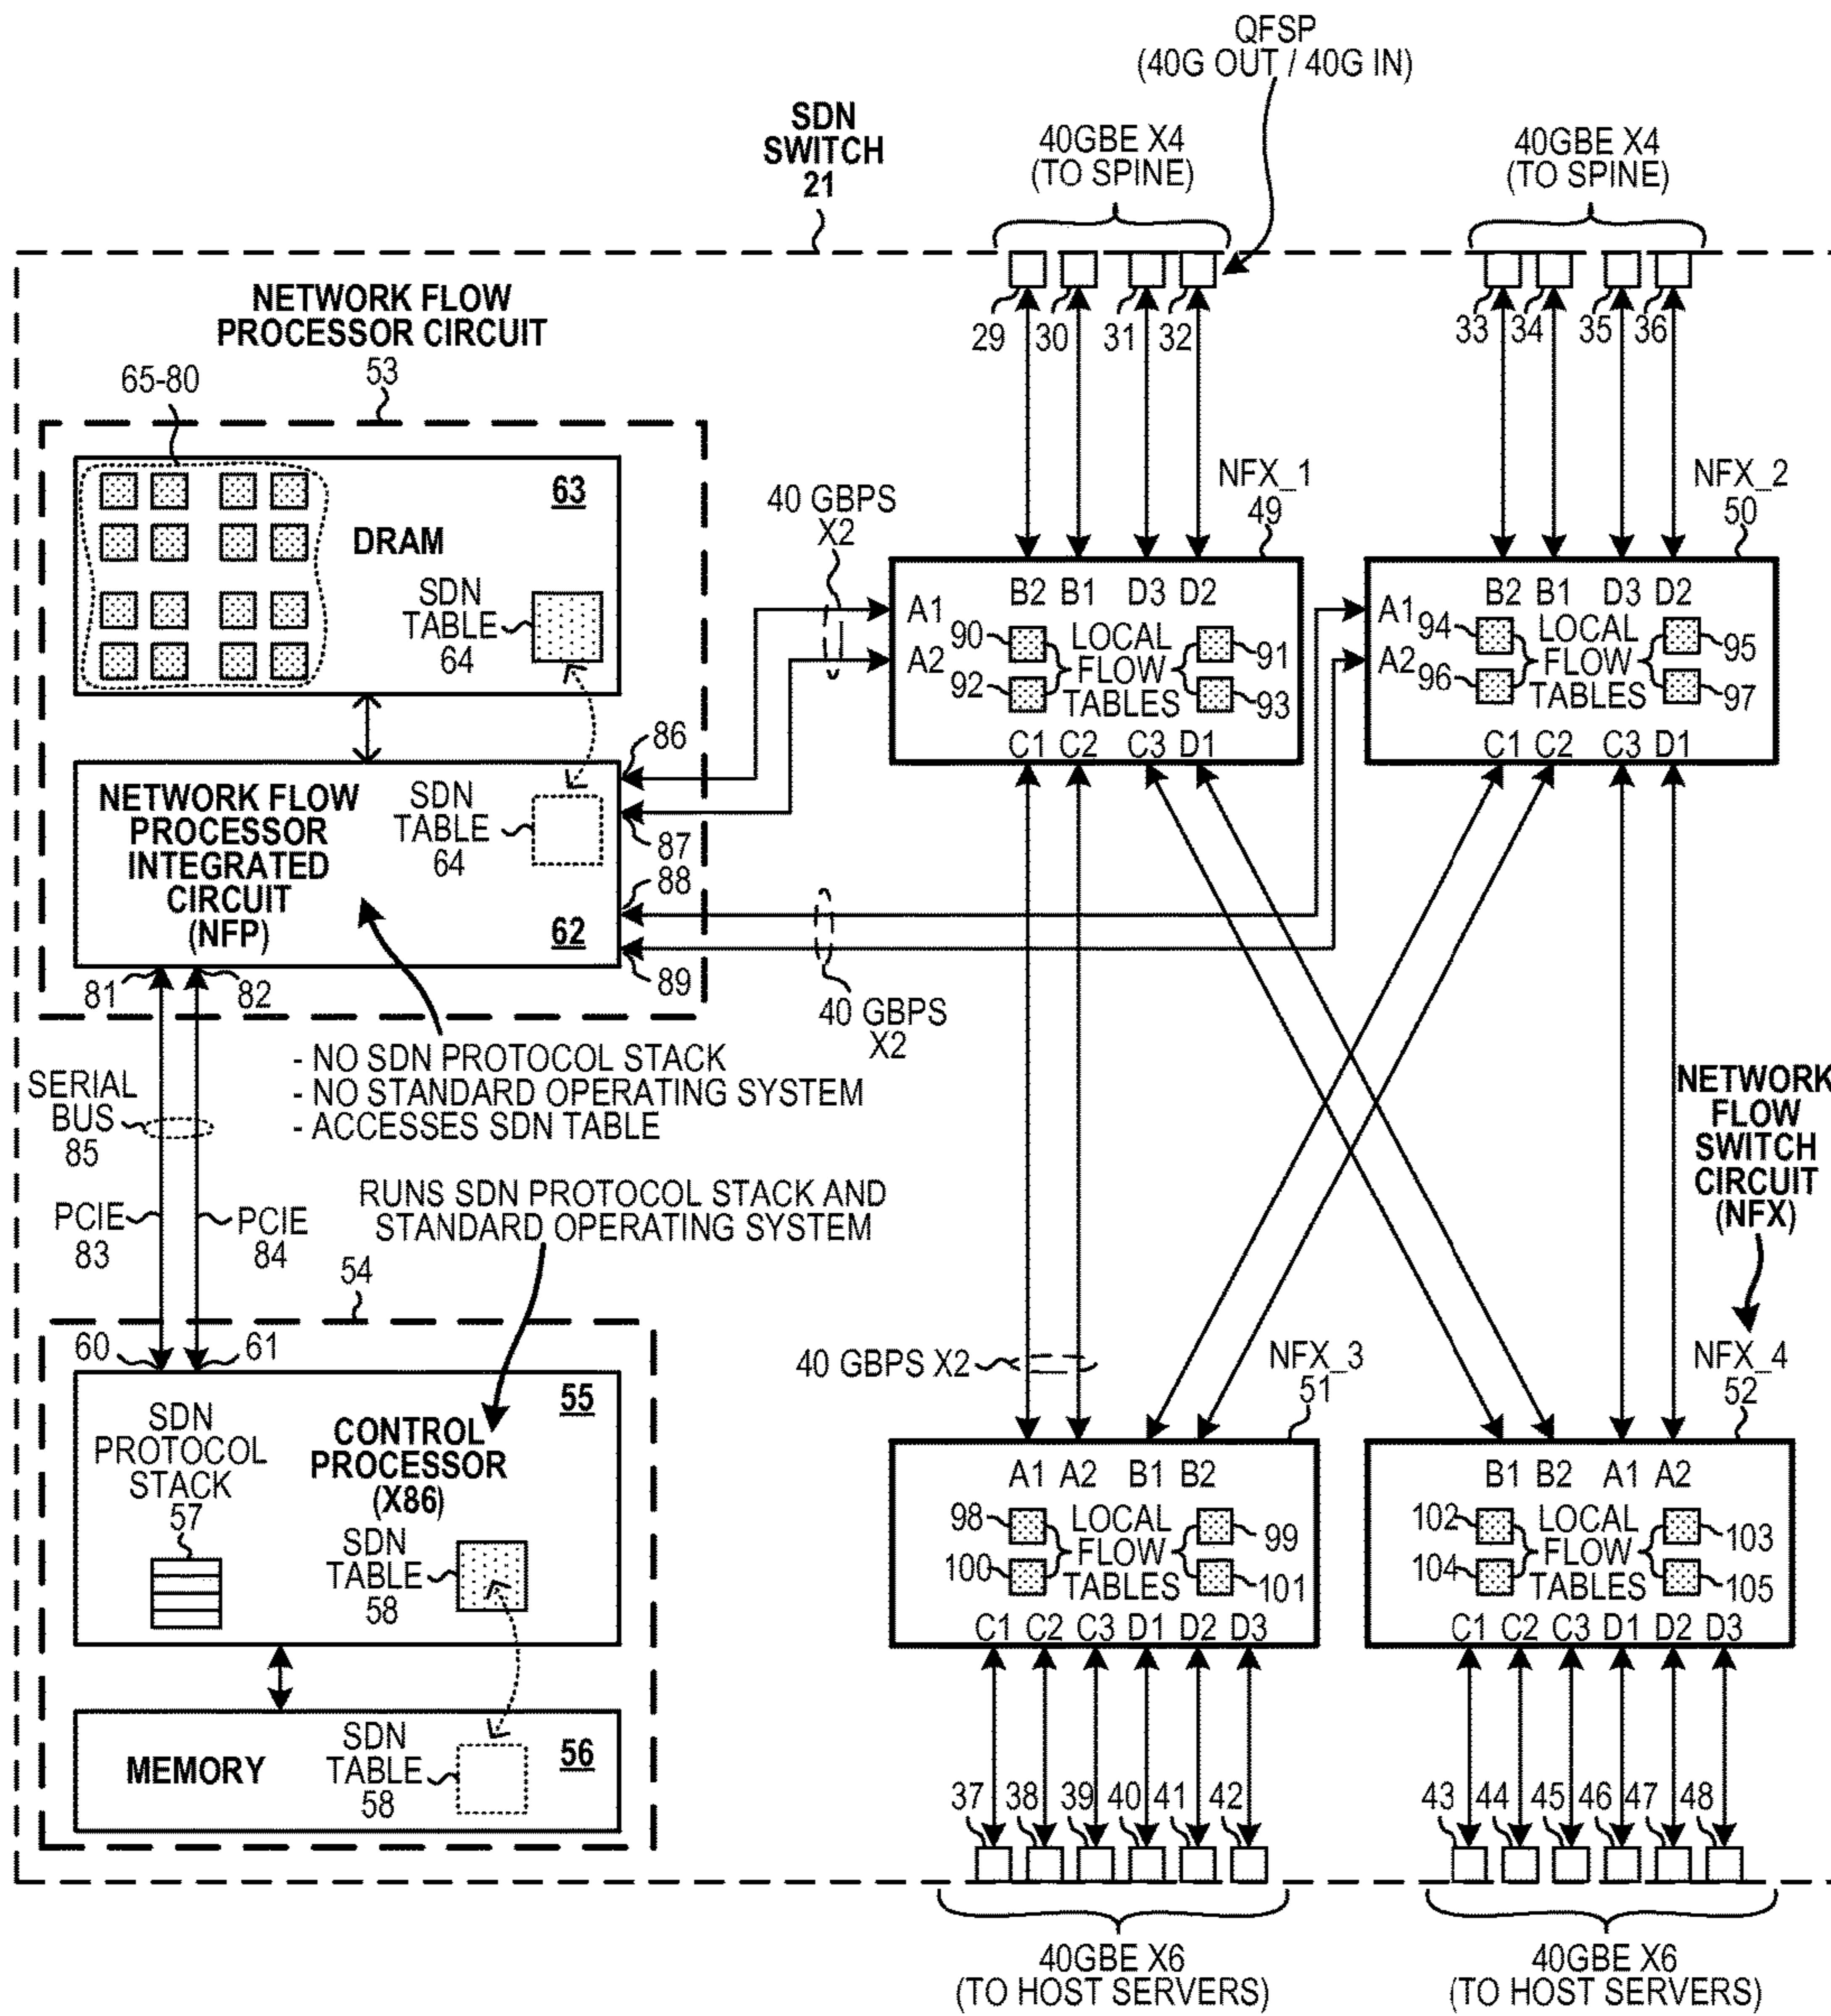 QFSP
(40G OUT / 40G IN)
SDN
SWITCH
21
40GBE X4
(TO SPINE)
40GBE X4
(TO SPINE)
29
30
31
32
33
34
35
36
NETWORK FLOW
PROCESSOR CIRCUIT
53
65-80
63
DRAM
SDN
TABLE
64
40 GBPS
X2
NFX_1
49
B2 B1 D3 D2
A1
A2
90
92
LOCAL
FLOW
TABLES
91
93
C1 C2 C3 D1
NFX_2
50
B2 B1 D3 D2
A1
A2
94
96
LOCAL
FLOW
TABLES
95
97
C1 C2 C3 D1
NETWORK FLOW
PROCESSOR
INTEGRATED
CIRCUIT
(NFP)
SDN
TABLE
64
62
86
87
88
89
81
82
40 GBPS
X2
- NO SDN PROTOCOL STACK
- NO STANDARD OPERATING SYSTEM
- ACCESSES SDN TABLE
SERIAL
BUS
85
PCIE
83
PCIE
84
RUNS SDN PROTOCOL STACK AND
STANDARD OPERATING SYSTEM
NETWORK
FLOW
SWITCH
CIRCUIT
(NFX)
54
60
61
55
SDN
PROTOCOL
STACK
57
CONTROL
PROCESSOR
(X86)
SDN
TABLE
58
MEMORY
SDN
TABLE
58
56
40 GBPS X2
NFX_3
51
A1 A2 B1 B2
98
100
LOCAL
FLOW
TABLES
99
101
C1 C2 C3 D1 D2 D3
NFX_4
52
B1 B2 A1 A2
102
104
LOCAL
FLOW
TABLES
103
105
C1 C2 C3 D1 D2 D3
37
38
39
40
41
42
43
44
45
46
47
48
40GBE X6
(TO HOST SERVERS)
40GBE X6
(TO HOST SERVERS)